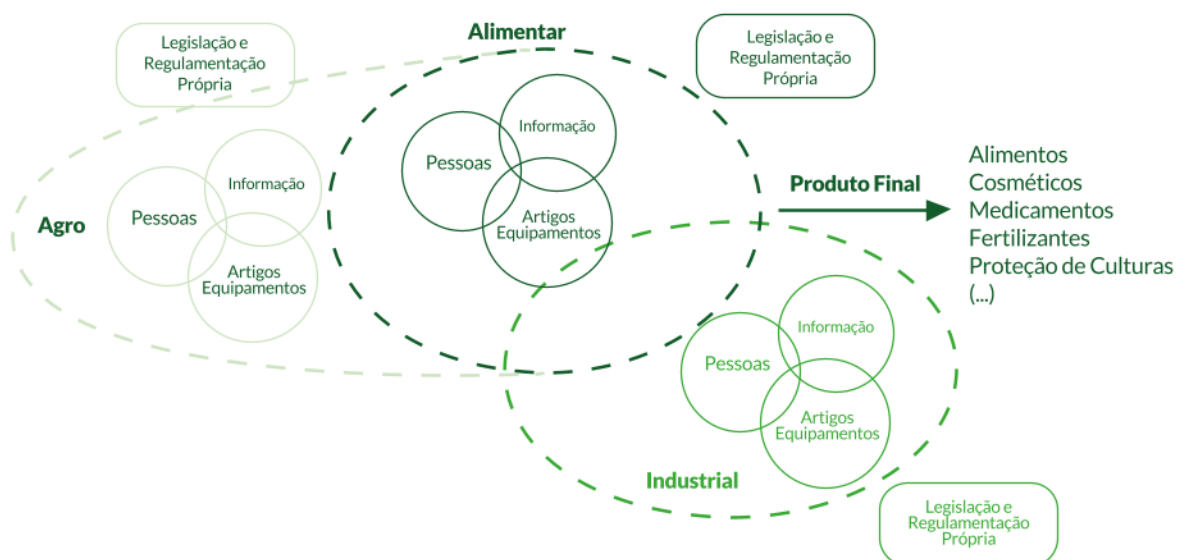 Alimentar
Legislação e
Regulamentação
Própria
Legislação e
Regulamentação
Própria
Informação
Pessoas
Artigos
Equipamentos
Agro
Informação
Pessoas
Artigos
Equipamentos
Produto Final
Alimentos
Cosméticos
Medicamentos
Fertilizantes
Proteção de Culturas
(...)
Informação
Pessoas
Artigos
Equipamentos
Industrial
Legislação e
Regulamentação
Própria